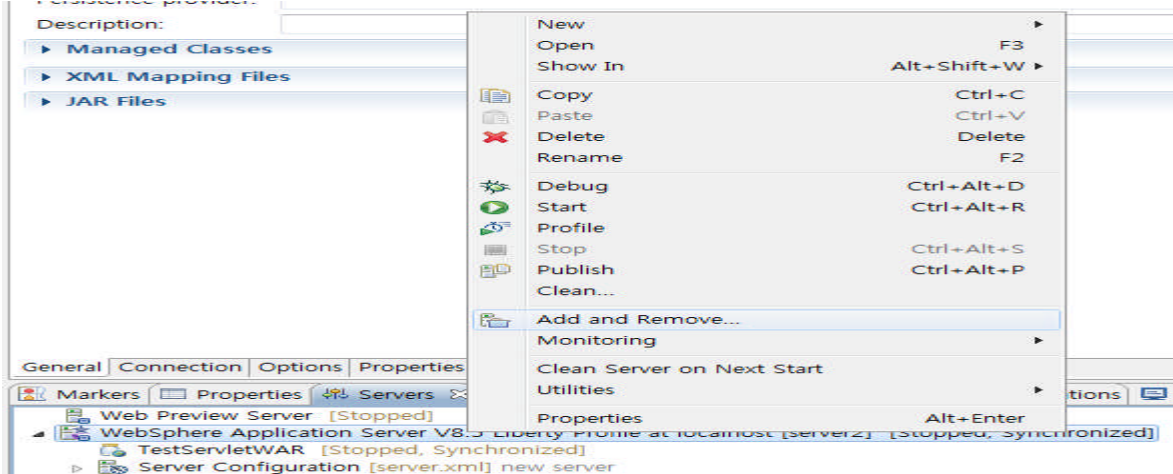 Persistence provider:
Description:
Managed Classes
XML Mapping Files
JAR Files
New
Open F3
Show In Alt+Shift+W
Copy Ctrl+C
Paste Ctrl+V
Delete Delete
Rename F2
Debug Ctrl+Alt+D
Start Ctrl+Alt+R
Profile
Stop Ctrl+Alt+S
Publish Ctrl+Alt+P
Clean...
Add and Remove...
Monitoring
Clean Server on Next Start
Utilities
Properties Alt+Enter
General Connection Options Properties
Markers Properties Servers
Web Preview Server [Stopped]
WebSphere Application Server V8.5 Liberty Profile at localhost [server2] [Stopped, Synchronized]
TestServletWAR [Stopped, Synchronized]
Server Configuration [server.xml] new server